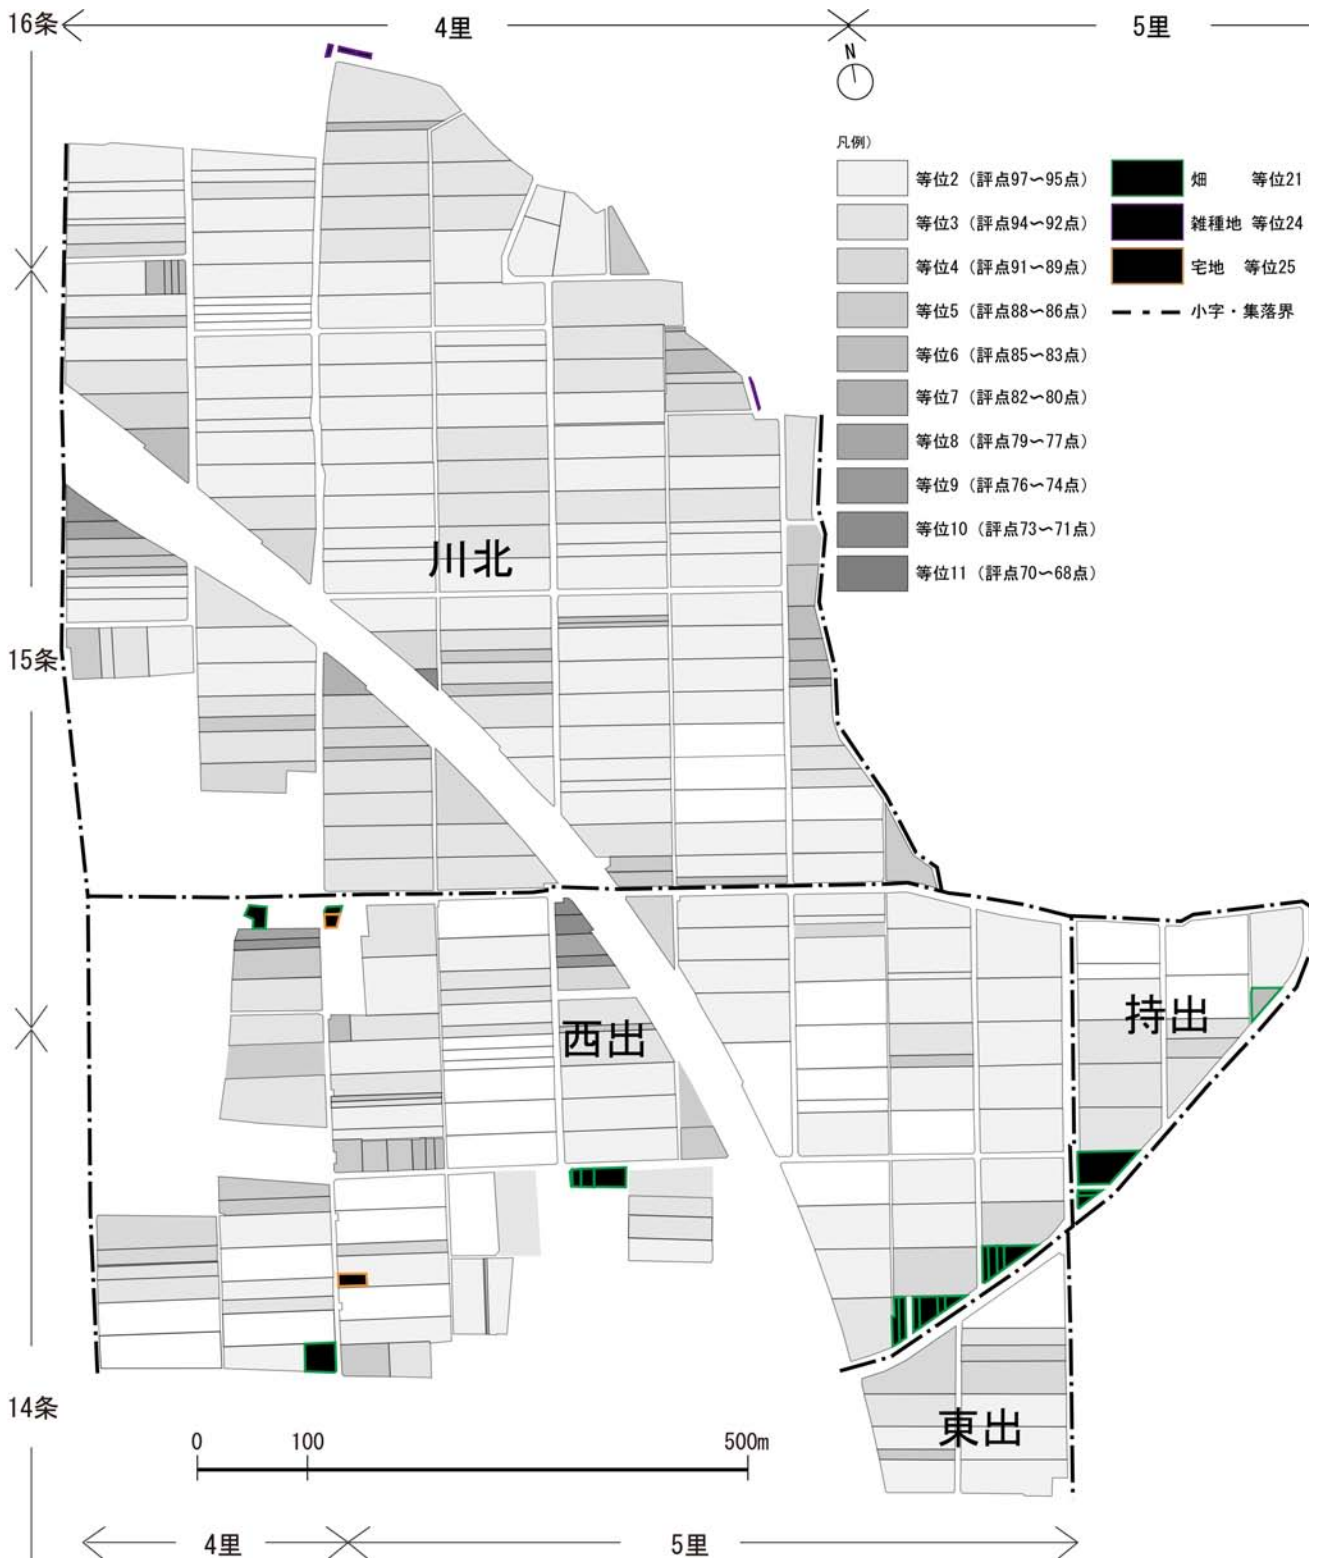 16条
4里
5里
N
凡例)
等位2 (評点97〜95点)
等位3 (評点94〜92点)
等位4 (評点91〜89点)
等位5 (評点88〜86点)
等位6 (評点85〜83点)
等位7 (評点82〜80点)
等位8 (評点79〜77点)
等位9 (評点76〜74点)
等位10 (評点73〜71点)
等位11 (評点70〜68点)
畑 等位21
雑種地 等位24
宅地 等位25
小字・集落界
川北
15条
西出
持出
14条
東出
0 100 500m
4里
5里